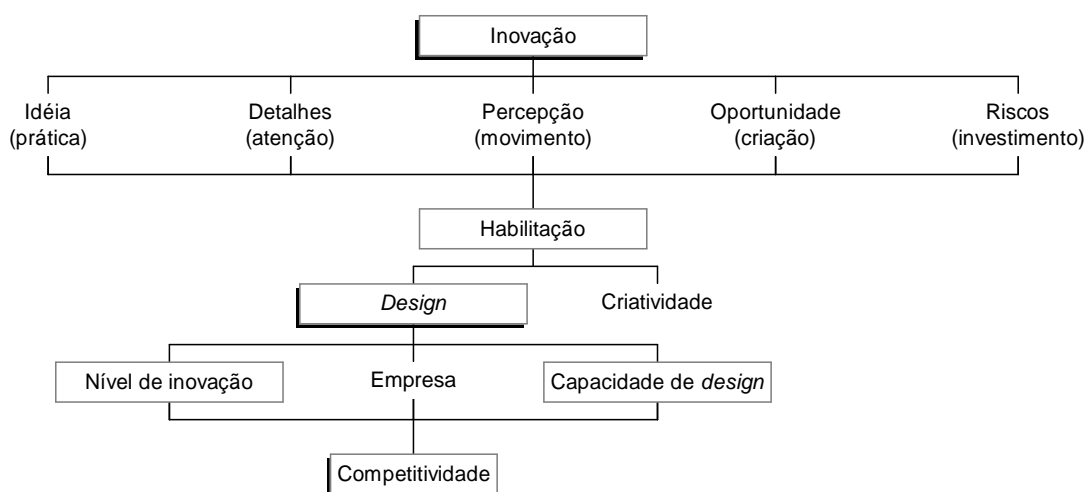 Inovação
Idéia
(prática)
Detalhes
(atenção)
Percepção
(movimento)
Oportunidade
(criação)
Riscos
(investimento)
Habilitação
Design
Criatividade
Nível de inovação
Empresa
Capacidade de design
Competitividade